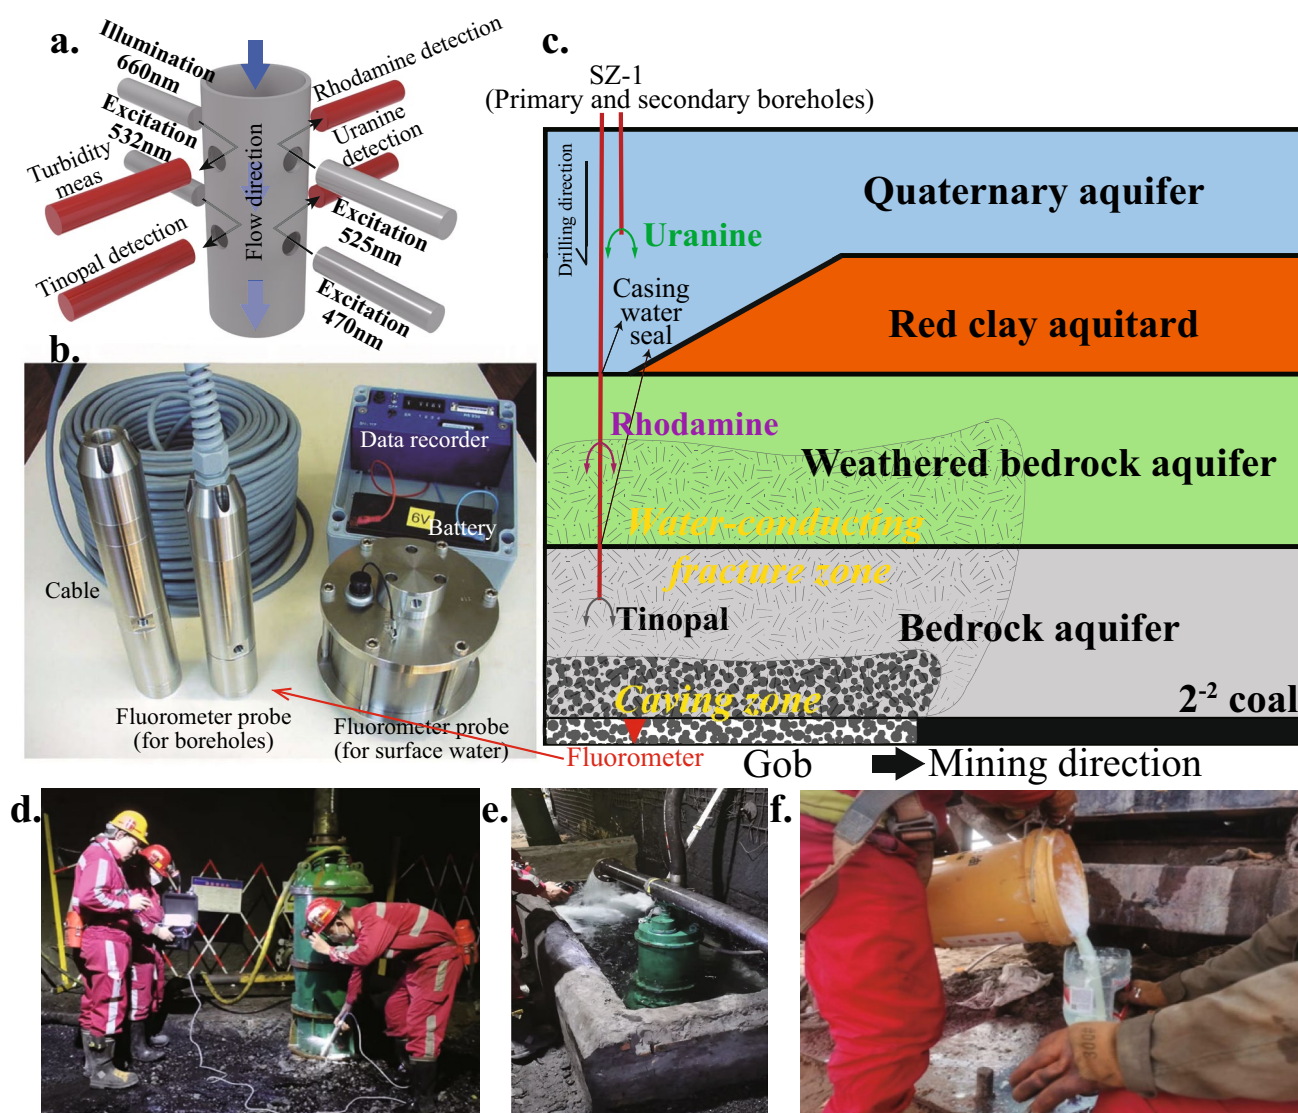 a.
Illumination
660nm
Excitation
532nm
Turbidity
meas
Tinopal detection
Flow direction
Rhodamine detection
Uranine
detection
Excitation
525nm
Excitation
470nm
b.
Data recorder
6V
Battery
Cable
Fluorometer probe
(for boreholes)
Fluorometer probe
(for surface water)
c.
SZ-1
(Primary and secondary boreholes)
Drilling direction
Quaternary aquifer
Uranine
Casing
water
seal
Red clay aquitard
Rhodamine
Weathered bedrock aquifer
Water-conducting
fracture zone
Tinopal
Bedrock aquifer
Caving zone
2⁻² coal
Fluorometer
Gob
Mining direction
d.
e.
f.